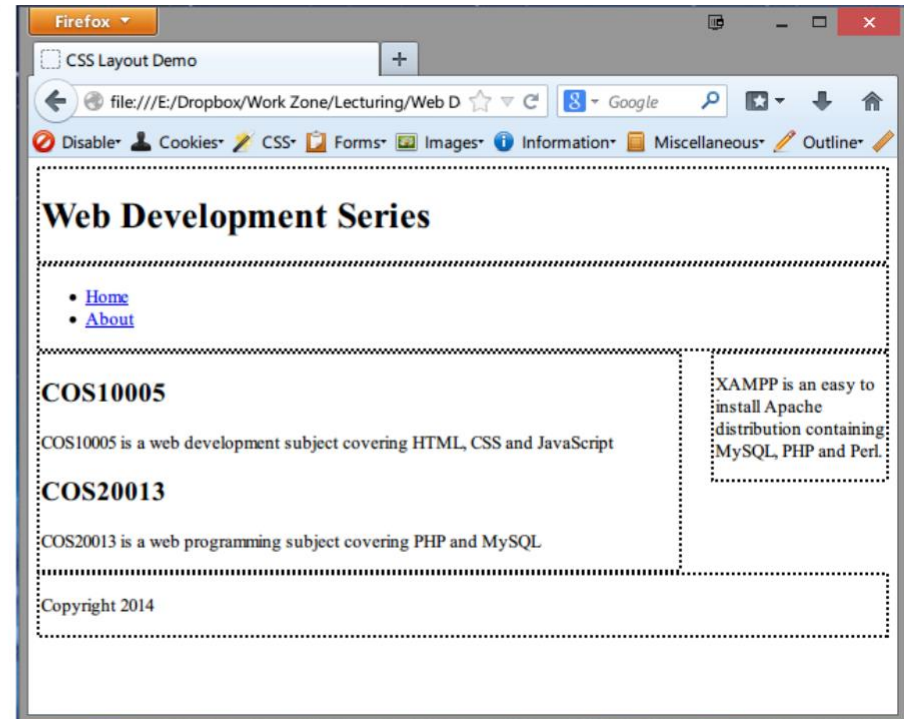 Firefox
CSS Layout Demo
+
file:///E:/Dropbox/Work Zone/Lecturing/Web D
8
Google
Disable Cookies CSS Forms Images Information Miscellaneous Outline
Web Development Series
Home
About
COS10005
COS10005 is a web development subject covering HTML, CSS and JavaScript
COS20013
COS20013 is a web programming subject covering PHP and MySQL
XAMPP is an easy to
install Apache
distribution containing
MySQL, PHP and Perl.
Copyright 2014